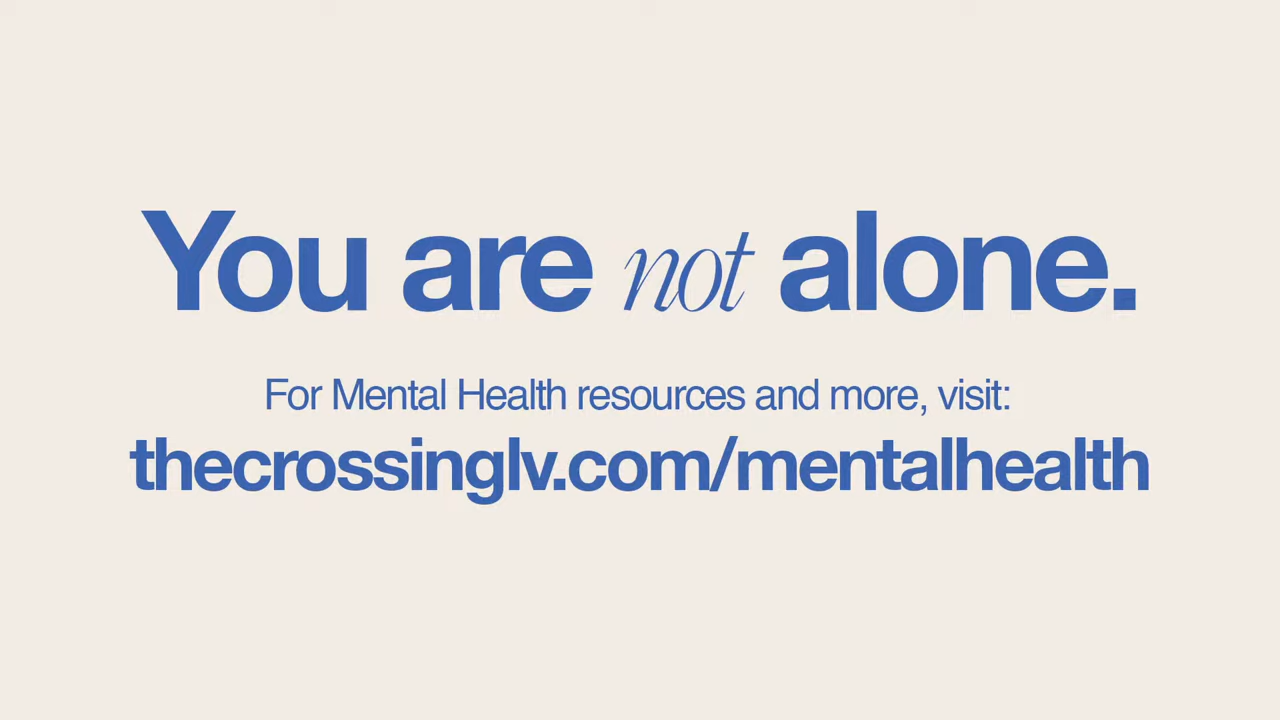 You are not alone.
For Mental Health resources and more, visit:
thecrossinglv.com/mentalhealth